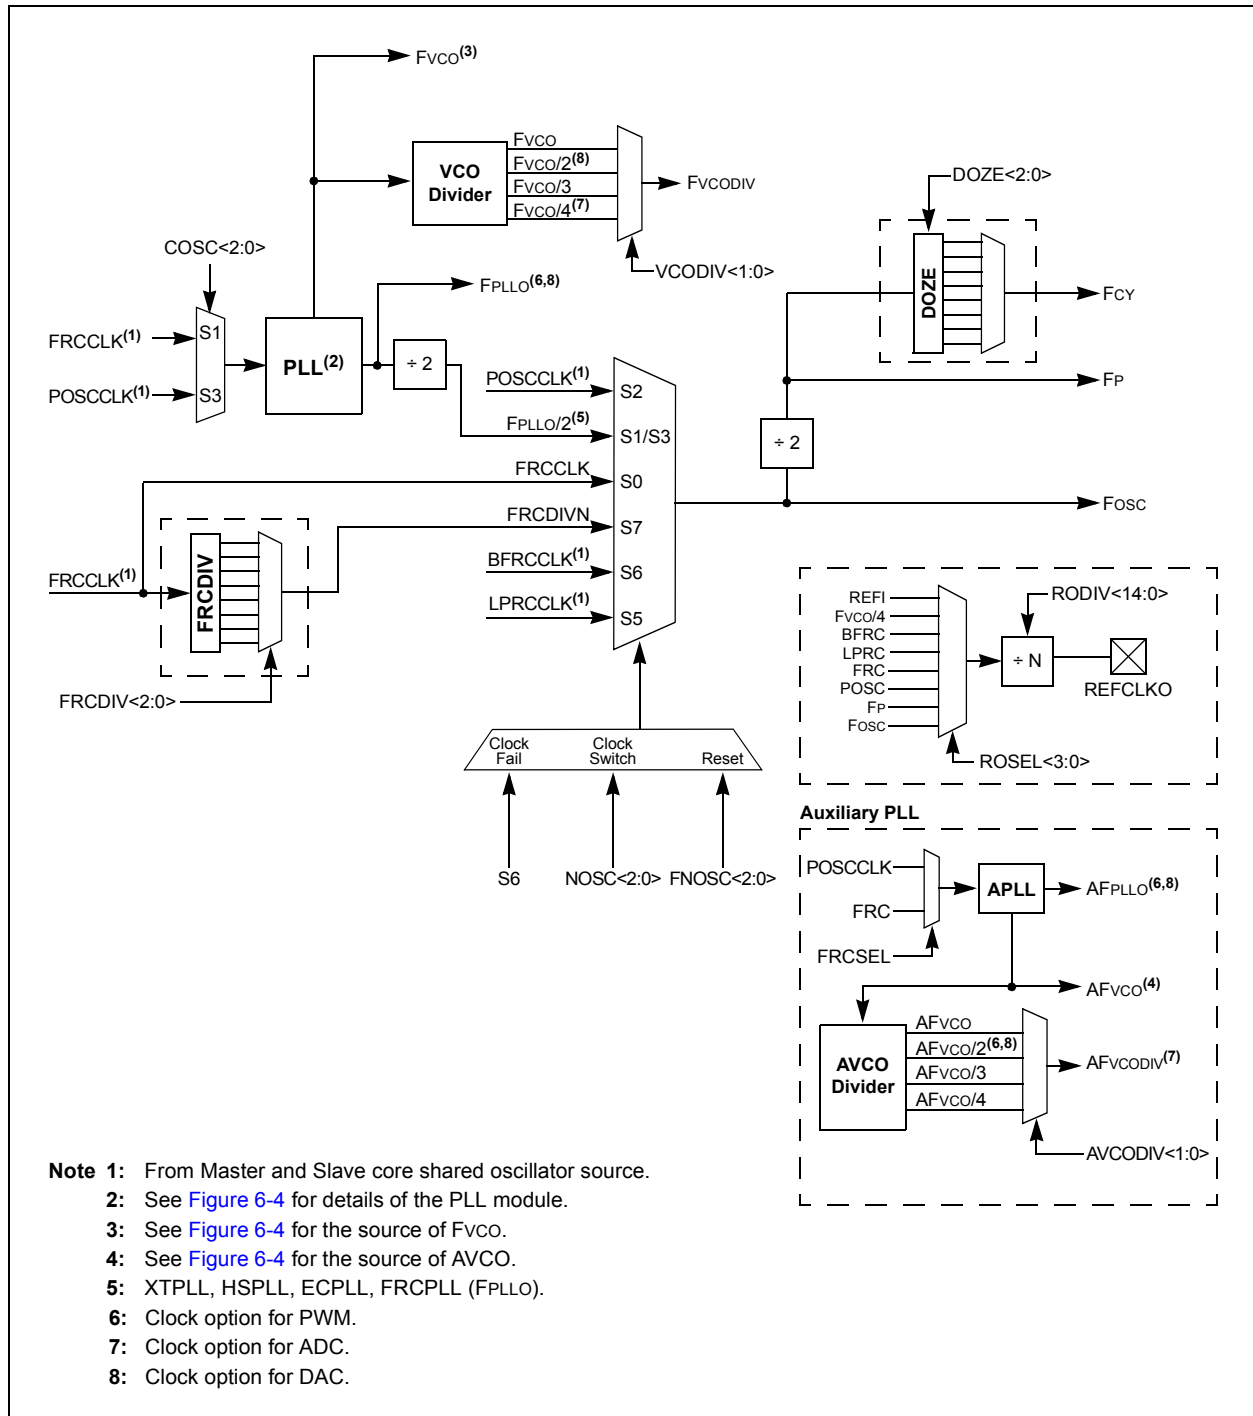 FVCO(3)
VCO
Divider
FVCO
FVCO/2(8)
FVCO/3
FVCO/4(7)
FVCODIV
VCODIV<1:0>
DOZE<2:0>
DOZE
FCY
COSC<2:0>
FRCCLK(1)
POSCCLK(1)
S1
S3
PLL(2)
FPLLO(6,8)
÷ 2
POSCCLK(1)
S2
FPLLO/2(5)
S1/S3
FRCCLK
S0
FRCDIVN
S7
BFRCCLK(1)
S6
LPRCCLK(1)
S5
FP
÷ 2
FOSC
FRCCLK(1)
FRCDIV
FRCDIV<2:0>
Clock
Fail
Clock
Switch
Reset
S6
NOSC<2:0>
FNOSC<2:0>
REFI
FVCO/4
BFRC
LPRC
FRC
POSC
FP
FOSC
RODIV<14:0>
÷ N
REFCLKO
ROSEL<3:0>
Auxiliary PLL
POSCCLK
FRC
FRCSEL
APLL
AFPLLO(6,8)
AFVCO(4)
AVCO
Divider
AFVCO
AFVCO/2(6,8)
AFVCO/3
AFVCO/4
AFVCODIV(7)
AVCODIV<1:0>
Note 1: From Master and Slave core shared oscillator source.
2: See Figure 6-4 for details of the PLL module.
3: See Figure 6-4 for the source of FVCO.
4: See Figure 6-4 for the source of AVCO.
5: XTPLL, HSPLL, ECPLL, FRCPLL (FPLLO).
6: Clock option for PWM.
7: Clock option for ADC.
8: Clock option for DAC.